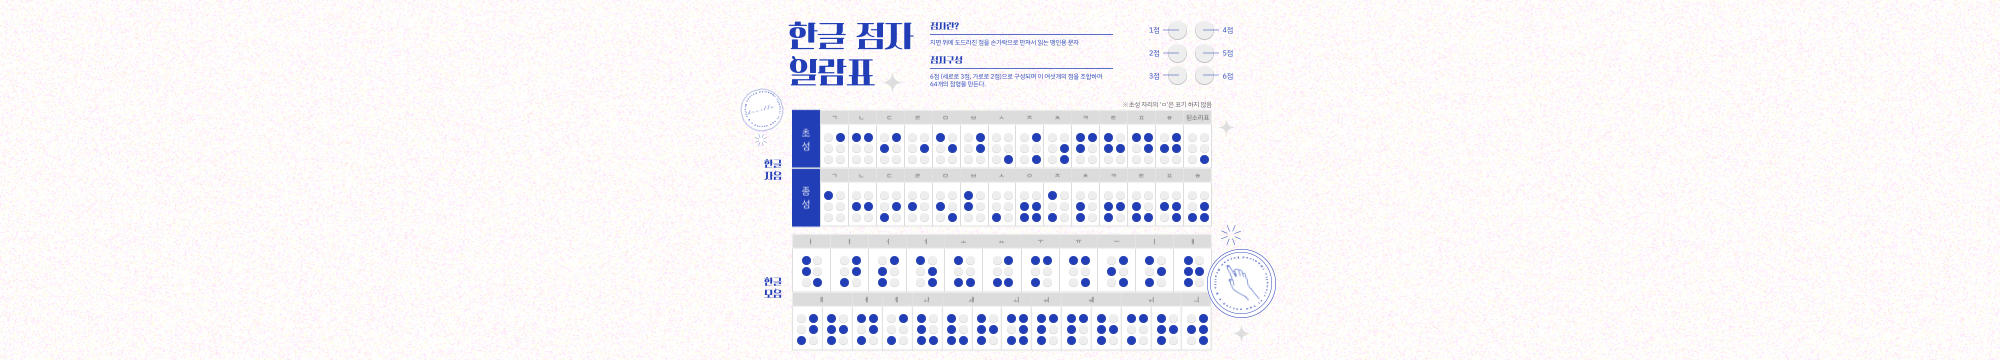 한글 점자
일람표
점자란?
지면 위에 도드라진 점을 손가락으로 만져서 읽는 맹인용 문자
점자구성
6점 (세로로 3점, 가로로 2점)으로 구성되며 이 여섯개의 점을 조합하여
64개의 점형을 만든다.
1점 4점
2점 5점
3점 6점
※초성 자리의 'ㅇ'은 표기 하지 않음
한글
자음
초성
ㄱ ㄴ ㄷ ㄹ ㅁ ㅂ ㅅ ㅈ ㅊ ㅋ ㅌ ㅍ ㅎ 된소리표
종성
ㄱ ㄴ ㄷ ㄹ ㅁ ㅂ ㅅ ㅇ ㅈ ㅊ ㅋ ㅌ ㅍ ㅎ
한글
모음
ㅏ ㅑ ㅓ ㅕ ㅗ ㅛ ㅜ ㅠ ㅡ ㅣ ㅐ
ㅒ ㅔ ㅖ ㅘ ㅙ ㅚ ㅝ ㅞ ㅟ ㅢ